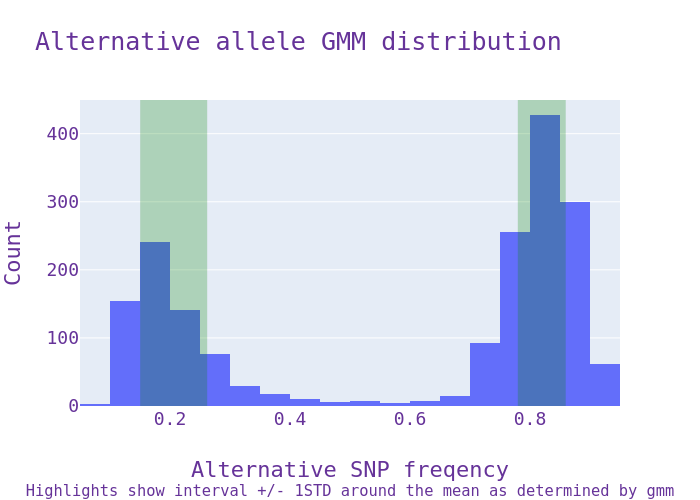 Alternative allele GMM distribution
400
300
200
100
0
Count
0.2 0.4 0.6 0.8
Alternative SNP freqency
Highlights show interval +/- 1STD around the mean as determined by gmm